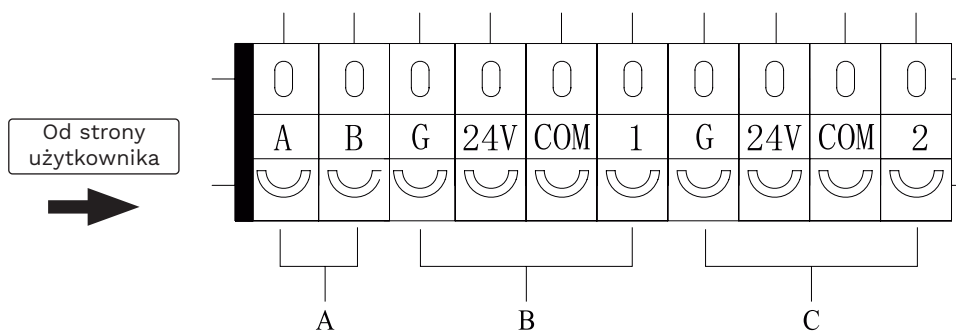 Od strony
użytkownika
A B G 24V COM 1 G 24V COM 2
A B C